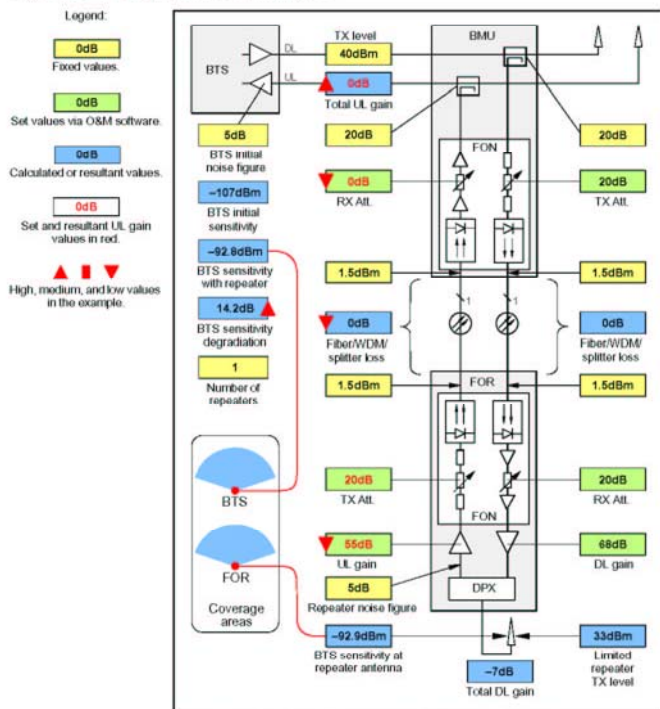 Legend:
0dB
Fixed values.
0dB
Set values via O&M software.
0dB
Calculated or resultant values.
0dB
Set and resultant UL gain
values in red.
High, medium, and low values
in the example.
BTS
DL
UL
TX level
40dBm
0dB
Total UL gain
BMU
5dB
BTS initial
noise figure
20dB
20dB
FON
–107dBm
BTS initial
sensitivity
0dB
RX Att.
20dB
TX Att.
–92.8dBm
BTS sensitivity
with repeater
1.5dBm
1.5dBm
14.2dB
BTS sensitivity
degradation
1
1
0dB
Fiber/WDM/
splitter loss
0dB
Fiber/WDM/
splitter loss
1
Number of
repeaters
1.5dBm
FOR
1.5dBm
BTS
FOR
Coverage
areas
20dB
TX Att.
20dB
RX Att.
FON
55dB
UL gain
68dB
DL gain
5dB
Repeater noise figure
DPX
–92.9dBm
BTS sensitivity at
repeater antenna
33dBm
Limited
repeater
TX level
–7dB
Total DL gain